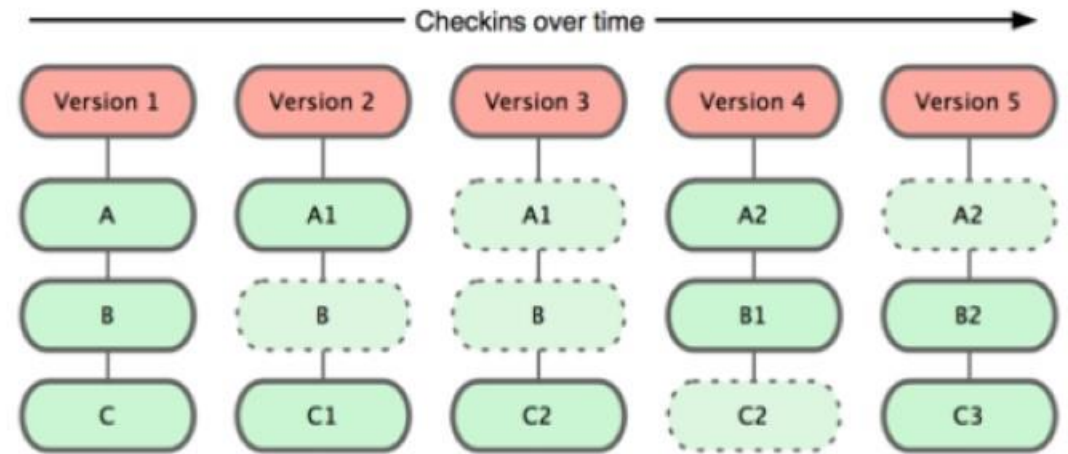 Checkins over time
Version 1 Version 2 Version 3 Version 4 Version 5
A A1 A1 A2 A2
B B B B1 B2
C C1 C2 C2 C3